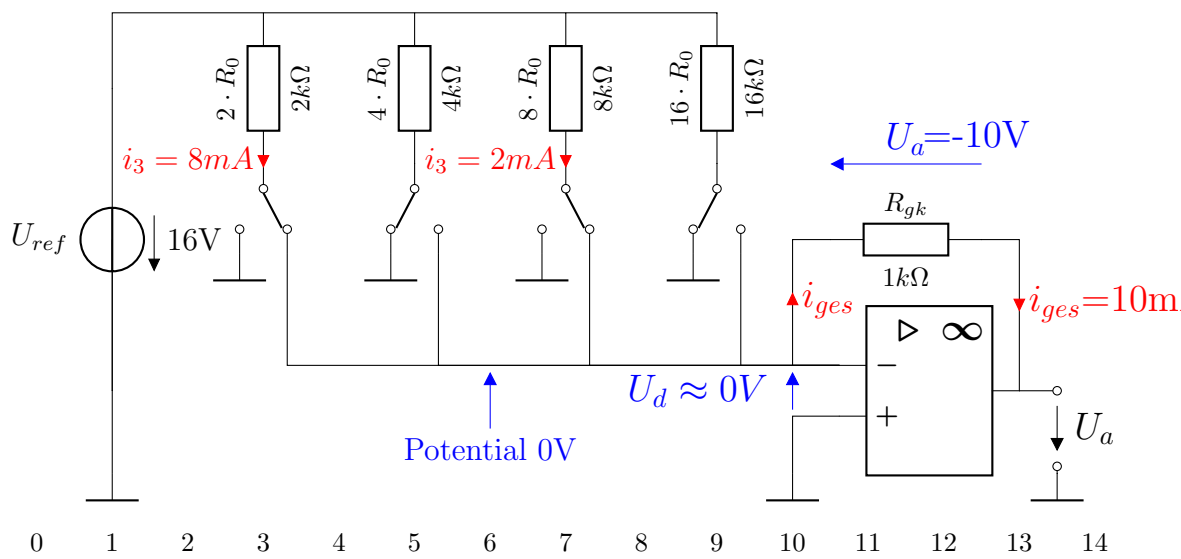 2 · R₀
2kΩ
4 · R₀
4kΩ
8 · R₀
8kΩ
16 · R₀
16kΩ
i₃ = 8mA
i₃ = 2mA
Uₐ=-10V
U_ref
16V
R_gk
1kΩ
i_ges
i_ges=10m
▷ ∞
−
U_d ≈ 0V
+
Uₐ
Potential 0V
0 1 2 3 4 5 6 7 8 9 10 11 12 13 14